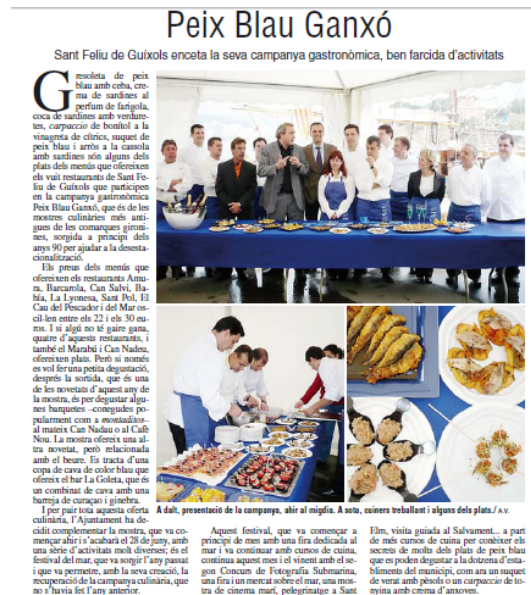 Peix Blau Ganxó
Sant Feliu de Guíxols enceta la seva campanya gastronòmica, ben farcida d'activitats
Gresoleta de peix
blau amb ceba, cre-
ma de sardines al
perfum de farigola,
coca de sardines amb verdure-
tes, carpaccio de bonítol a la
vinagreta de cítrics, suquet de
peix blau i arròs a la cassola
amb sardines són alguns dels
plats dels menús que ofereixen
els vuit restaurants de Sant Fe-
liu de Guíxols que participen
en la campanya gastronòmica
Peix Blau Ganxó, que és de les
mostres culinàries més anti-
gues de les comarques gironi-
nes, sorgida a principi dels
anys 90 per ajudar a la desesta-
cionalització.
Els preus dels menús que
ofereixen els restaurants Amu-
ra, Barcarola, Can Salvi, Ba-
hía, La Lyonesa, Sant Pol, El
Cau del Pescador i del Mar os-
cil·len entre els 22 i els 30 eu-
ros. I si algú no té gaire gana,
quatre d'aquests restaurants, i
també el Marabú i Can Nadeu,
ofereixen plats. Però si només
es vol fer una petita degustació,
després la sortida, que és una
de les novetats d'aquest any de
la mostra, és per degustar algu-
nes barquetes –conegudes po-
pularment com a montaditos–
al mateix Can Nadau o al Cafè
Nou. La mostra ofereix una al-
tra novetat, però relacionada
amb el beure. Es tracta d'una
copa de cava de color blau que
ofereix el bar La Goleta, que és
un combinat de cava amb una
barreja de curaçao i ginebra.
I per pair tota aquesta oferta
culinària, l'Ajuntament ha de-
cidit complementar la mostra, que va co-
mençar ahir i s'acabarà el 28 de juny, amb
una sèrie d'activitats molt diverses; és el
festival del mar, que va sorgir l'any passat
i que va permetre, amb la seva creació, la
recuperació de la campanya culinària, que
no s'havia fet l'any anterior.
A dalt, presentació de la campanya, ahir al migdia. A sota, cuiners treballant i alguns dels plats./ A.V.
Aquest festival, que va començar a
principi de mes amb una fira dedicada al
mar i va continuar amb cursos de cuina,
continua aquest mes i el vinent amb el se-
gon Concurs de Fotografia Submarina,
una fira i un mercat sobre el mar, una mos-
tra de cinema marí, pelegrinatge a Sant
Elm, visita guiada al Salvament... a part
de més cursos de cuina per conèixer els
secrets de molts dels plats de peix blau
que es poden degustar a la dotzena d'esta-
bliments del municipi, com ara un suquet
de verat amb pèsols o un carpaccio de to-
nyina amb crema d'anxoves.